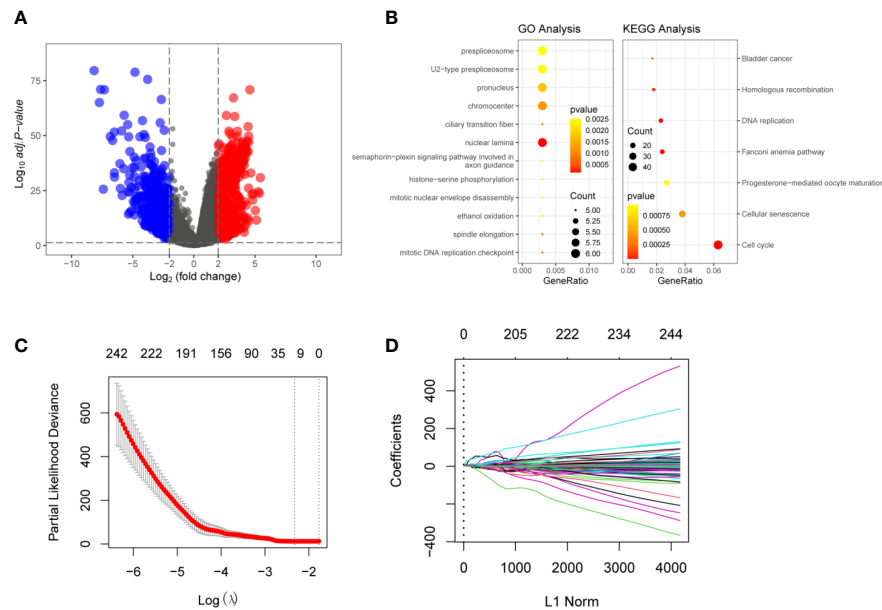 A
75
50
25
0
Log10 adj.P−value
−10
−5
−2
0
2
5
10
Log2 (fold change)
B
GO Analysis
KEGG Analysis
prespliceosome
U2−type prespliceosome
pronucleus
chromocenter
ciliary transition fiber
nuclear lamina
semaphorin−plexin signaling pathway involved in
axon guidance
histone−serine phosphorylation
mitotic nuclear envelope disassembly
ethanol oxidation
spindle elongation
mitotic DNA replication checkpoint
pvalue
0.0025
0.0020
0.0015
0.0010
0.0005
Count
5.00
5.25
5.50
5.75
6.00
0.000
0.005
0.010
GeneRatio
Count
20
30
40
pvalue
0.00075
0.00050
0.00025
0.00
0.02
0.04
0.06
GeneRatio
Bladder cancer
Homologous recombination
DNA replication
Fanconi anemia pathway
Progesterone−mediated oocyte maturation
Cellular senescence
Cell cycle
C
242 222 191 156 90 35 9 0
600
400
200
0
Partial Likelihood Deviance
−6 −5 −4 −3 −2
Log (λ)
D
0 205 222 234 244
400
200
0
−400
Coefficients
0 1000 2000 3000 4000
L1 Norm